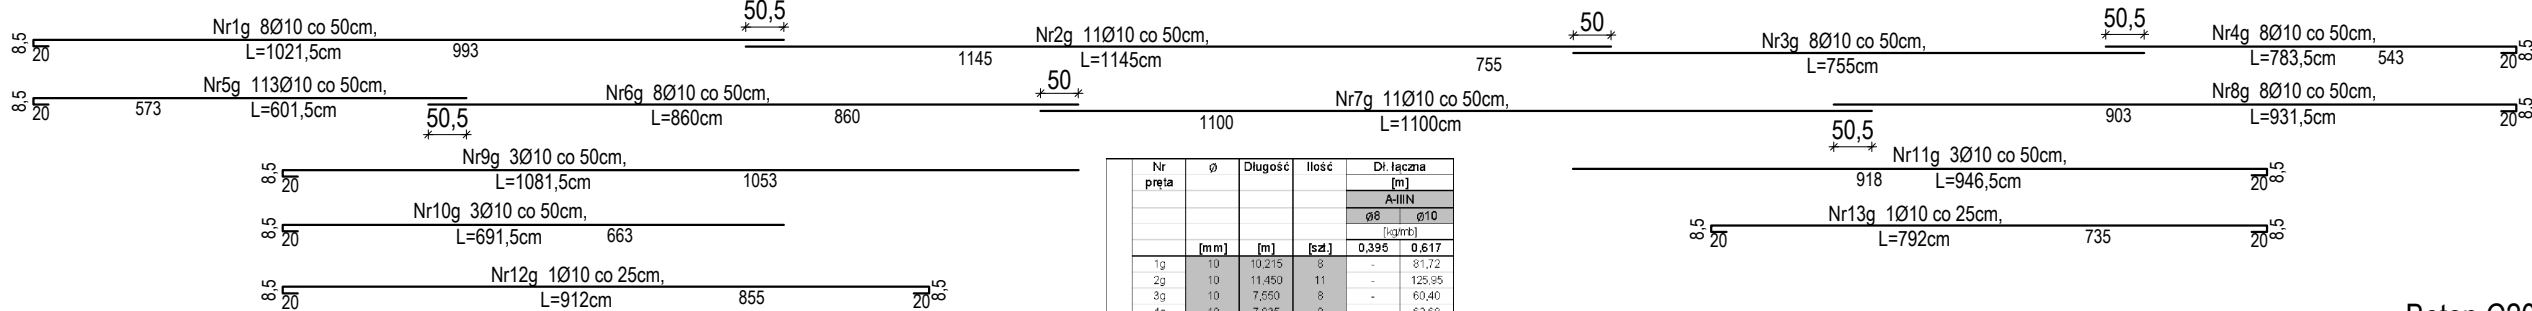 50,5
50
50,5
Nr1g 8Ø10 co 50cm,
8,5
20
L=1021,5cm
993
Nr2g 11Ø10 co 50cm,
1145
L=1145cm
Nr3g 8Ø10 co 50cm,
755
L=755cm
Nr4g 8Ø10 co 50cm,
L=783,5cm
543
20
8,5
Nr5g 113Ø10 co 50cm,
8,5
20
573
L=601,5cm
50,5
Nr6g 8Ø10 co 50cm,
L=860cm
860
50
Nr7g 11Ø10 co 50cm,
1100
L=1100cm
50,5
Nr8g 8Ø10 co 50cm,
903
L=931,5cm
20
8,5
Nr9g 3Ø10 co 50cm,
8,5
20
L=1081,5cm
1053
Nr11g 3Ø10 co 50cm,
918
L=946,5cm
20
8,5
Nr10g 3Ø10 co 50cm,
8,5
20
L=691,5cm
663
Nr13g 1Ø10 co 25cm,
8,5
20
L=792cm
735
20
8,5
Nr12g 1Ø10 co 25cm,
8,5
20
L=912cm
855
20
8,5
Nr Ø Długość Ilość Dł. łączna
pręta [m]
A-IIIN
Ø8 Ø10
[kg/mb]
[mm] [m] [szt.] 0,395 0,617
1g 10 10,215 8 - 81,72
2g 10 11,450 11 - 125,95
3g 10 7,550 8 - 60,40